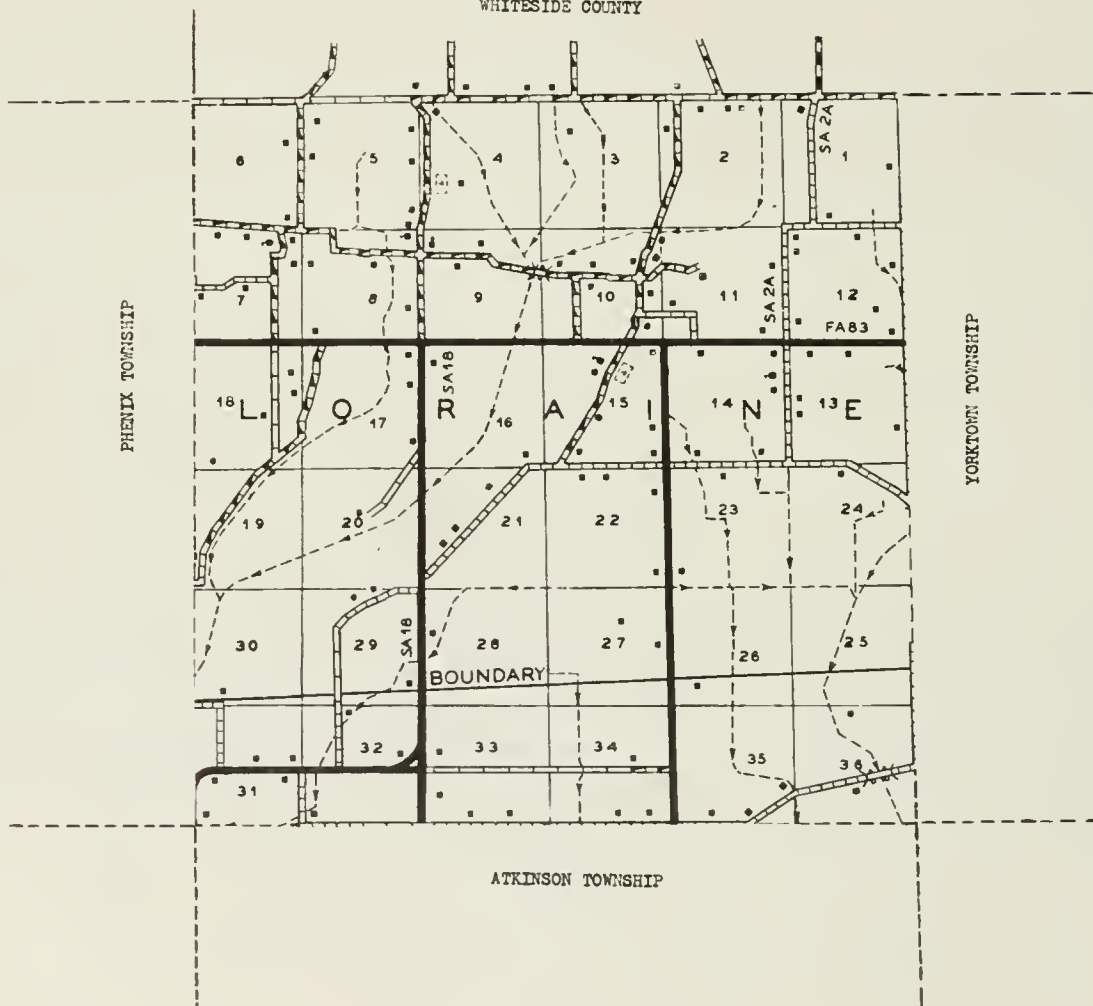 WHITESIDE COUNTY
6 5 4 3 2 SA 2A 1
7 8 9 10 11 SA2A 12
FA83
PHENIX TOWNSHIP
YORKTOWN TOWNSHIP
SA18
18 17 16 15 14 13
LORAINE
19 20 21 22 23 24
30 29 SA18 28 27 26 25
BOUNDARY
32 33 34 35 36
31
ATKINSON TOWNSHIP